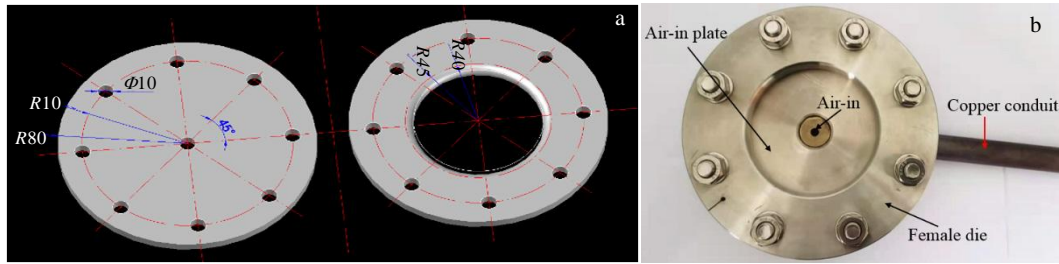 a
Φ10
R10
R80
45°
R45
R40
b
Air-in plate
Air-in
Copper conduit
Female die